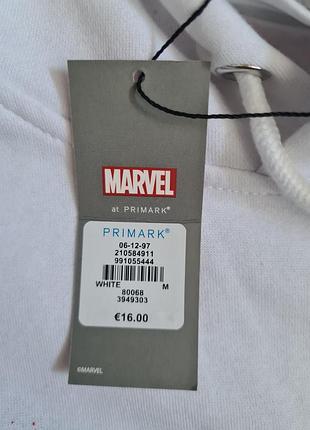 MARVEL
at PRIMARK®
PRIMARK®
06-12-97
210584911
991055444
WHITE M
80068
3949303
€16.00
©MARVEL